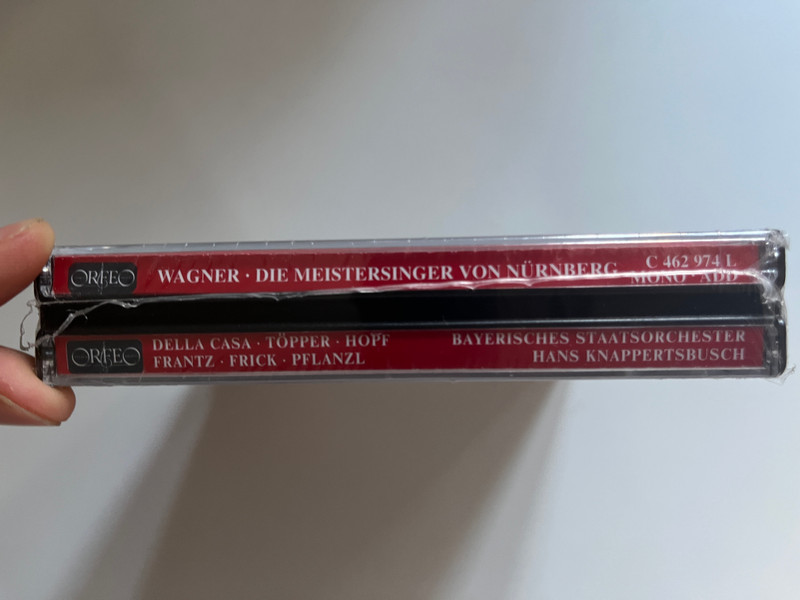 ORFEO
WAGNER · DIE MEISTERSINGER VON NÜRNBERG
C 462 974 L
MONO · ADD
ORFEO
DELLA CASA · TÖPPER · HOPF
FRANTZ · FRICK · PFLANZL
BAYERISCHES STAATSORCHESTER
HANS KNAPPERTSBUSCH